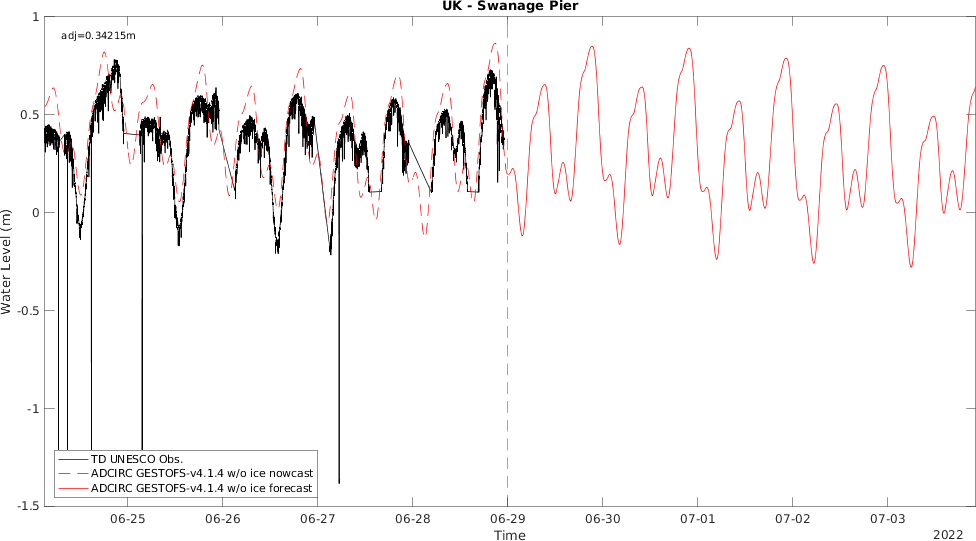 UK - Swanage Pier
adj=0.34215m
1
0.5
0
-0.5
-1
-1.5
Water Level (m)
TD UNESCO Obs.
ADCIRC GESTOFS-v4.1.4 w/o ice nowcast
ADCIRC GESTOFS-v4.1.4 w/o ice forecast
06-25 06-26 06-27 06-28 06-29 06-30 07-01 07-02 07-03
Time
2022